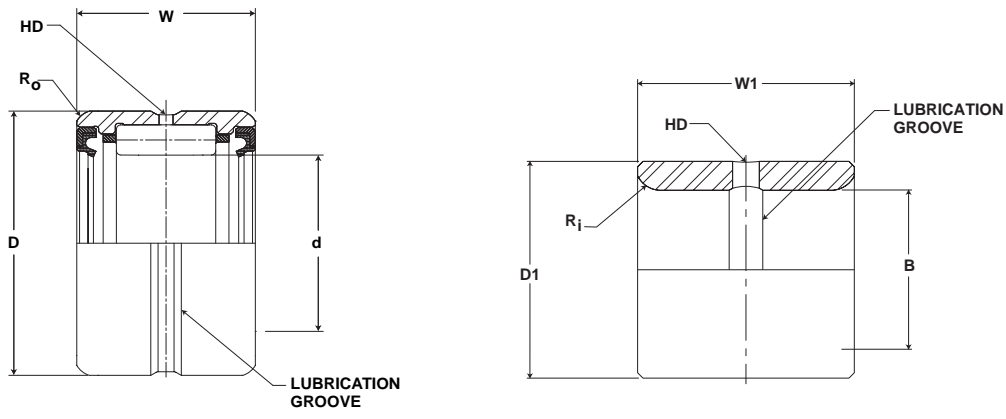 W
HD
Ro
D
d
LUBRICATION
GROOVE
W1
HD
LUBRICATION
GROOVE
Ri
D1
B